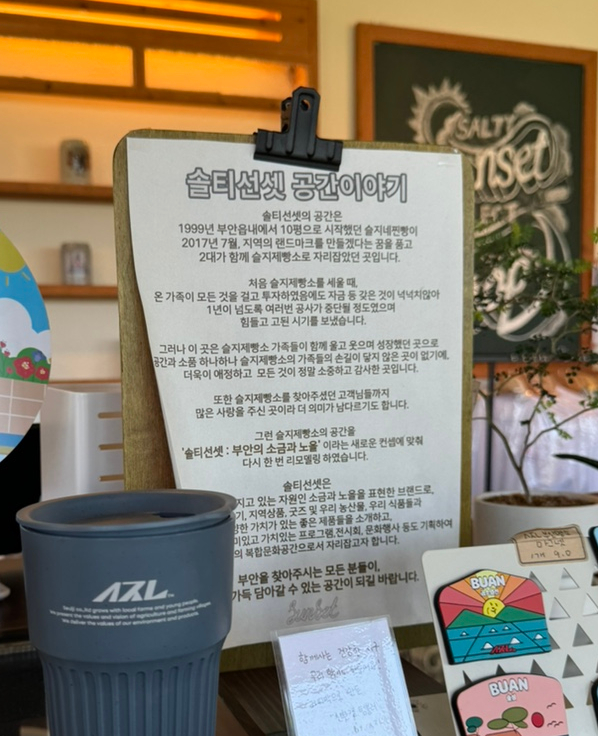 솔티선셋 공간이야기
솔티선셋의 공간은
1999년 부안읍내에서 10평으로 시작했던 슬지네찐빵이
2017년 7월, 지역의 랜드마크를 만들겠다는 꿈을 품고
2대가 함께 슬지제빵소로 자리잡았던 곳입니다.
처음 슬지제빵소를 세울 때,
온 가족이 모든 것을 걸고 투자하였음에도 자금 등 갖은 것이 넉넉치않아
1년이 넘도록 여러번 공사가 중단될 정도였으며
힘들고 고된 시기를 보냈습니다.
그러나 이 곳은 슬지제빵소 가족들이 함께 울고 웃으며 성장했던 곳으로
공간과 소품 하나하나 슬지제빵소의 가족들의 손길이 닿지 않은 곳이 없기에,
더욱이 애정하고 모든 것이 정말 소중하고 감사한 곳입니다.
또한 슬지제빵소를 찾아주셨던 고객님들까지
많은 사랑을 주신 곳이라 더 의미가 남다르기도 합니다.
그런 슬지제빵소의 공간을
'솔티선셋 : 부안의 소금과 노을' 이라는 새로운 컨셉에 맞춰
다시 한 번 리모델링 하였습니다.
솔티선셋은
지고 있는 자원인 소금과 노을을 표현한 브랜드로,
기, 지역상품, 굿즈 및 우리 농산물, 우리 식품들과
한 가치가 있는 좋은 제품들을 소개하고,
미있고 가치있는 프로그램,전시회, 문화행사 등도 기획하여
의 복합문화공간으로서 자리잡고자 합니다.
부안을 찾아주시는 모든 분들이,
가득 담아갈 수 있는 공간이 되길 바랍니다.
SALTY
Sunset
AXL
We deliver the values of our environment and products.
1개 9.0
BUAN
BUAN